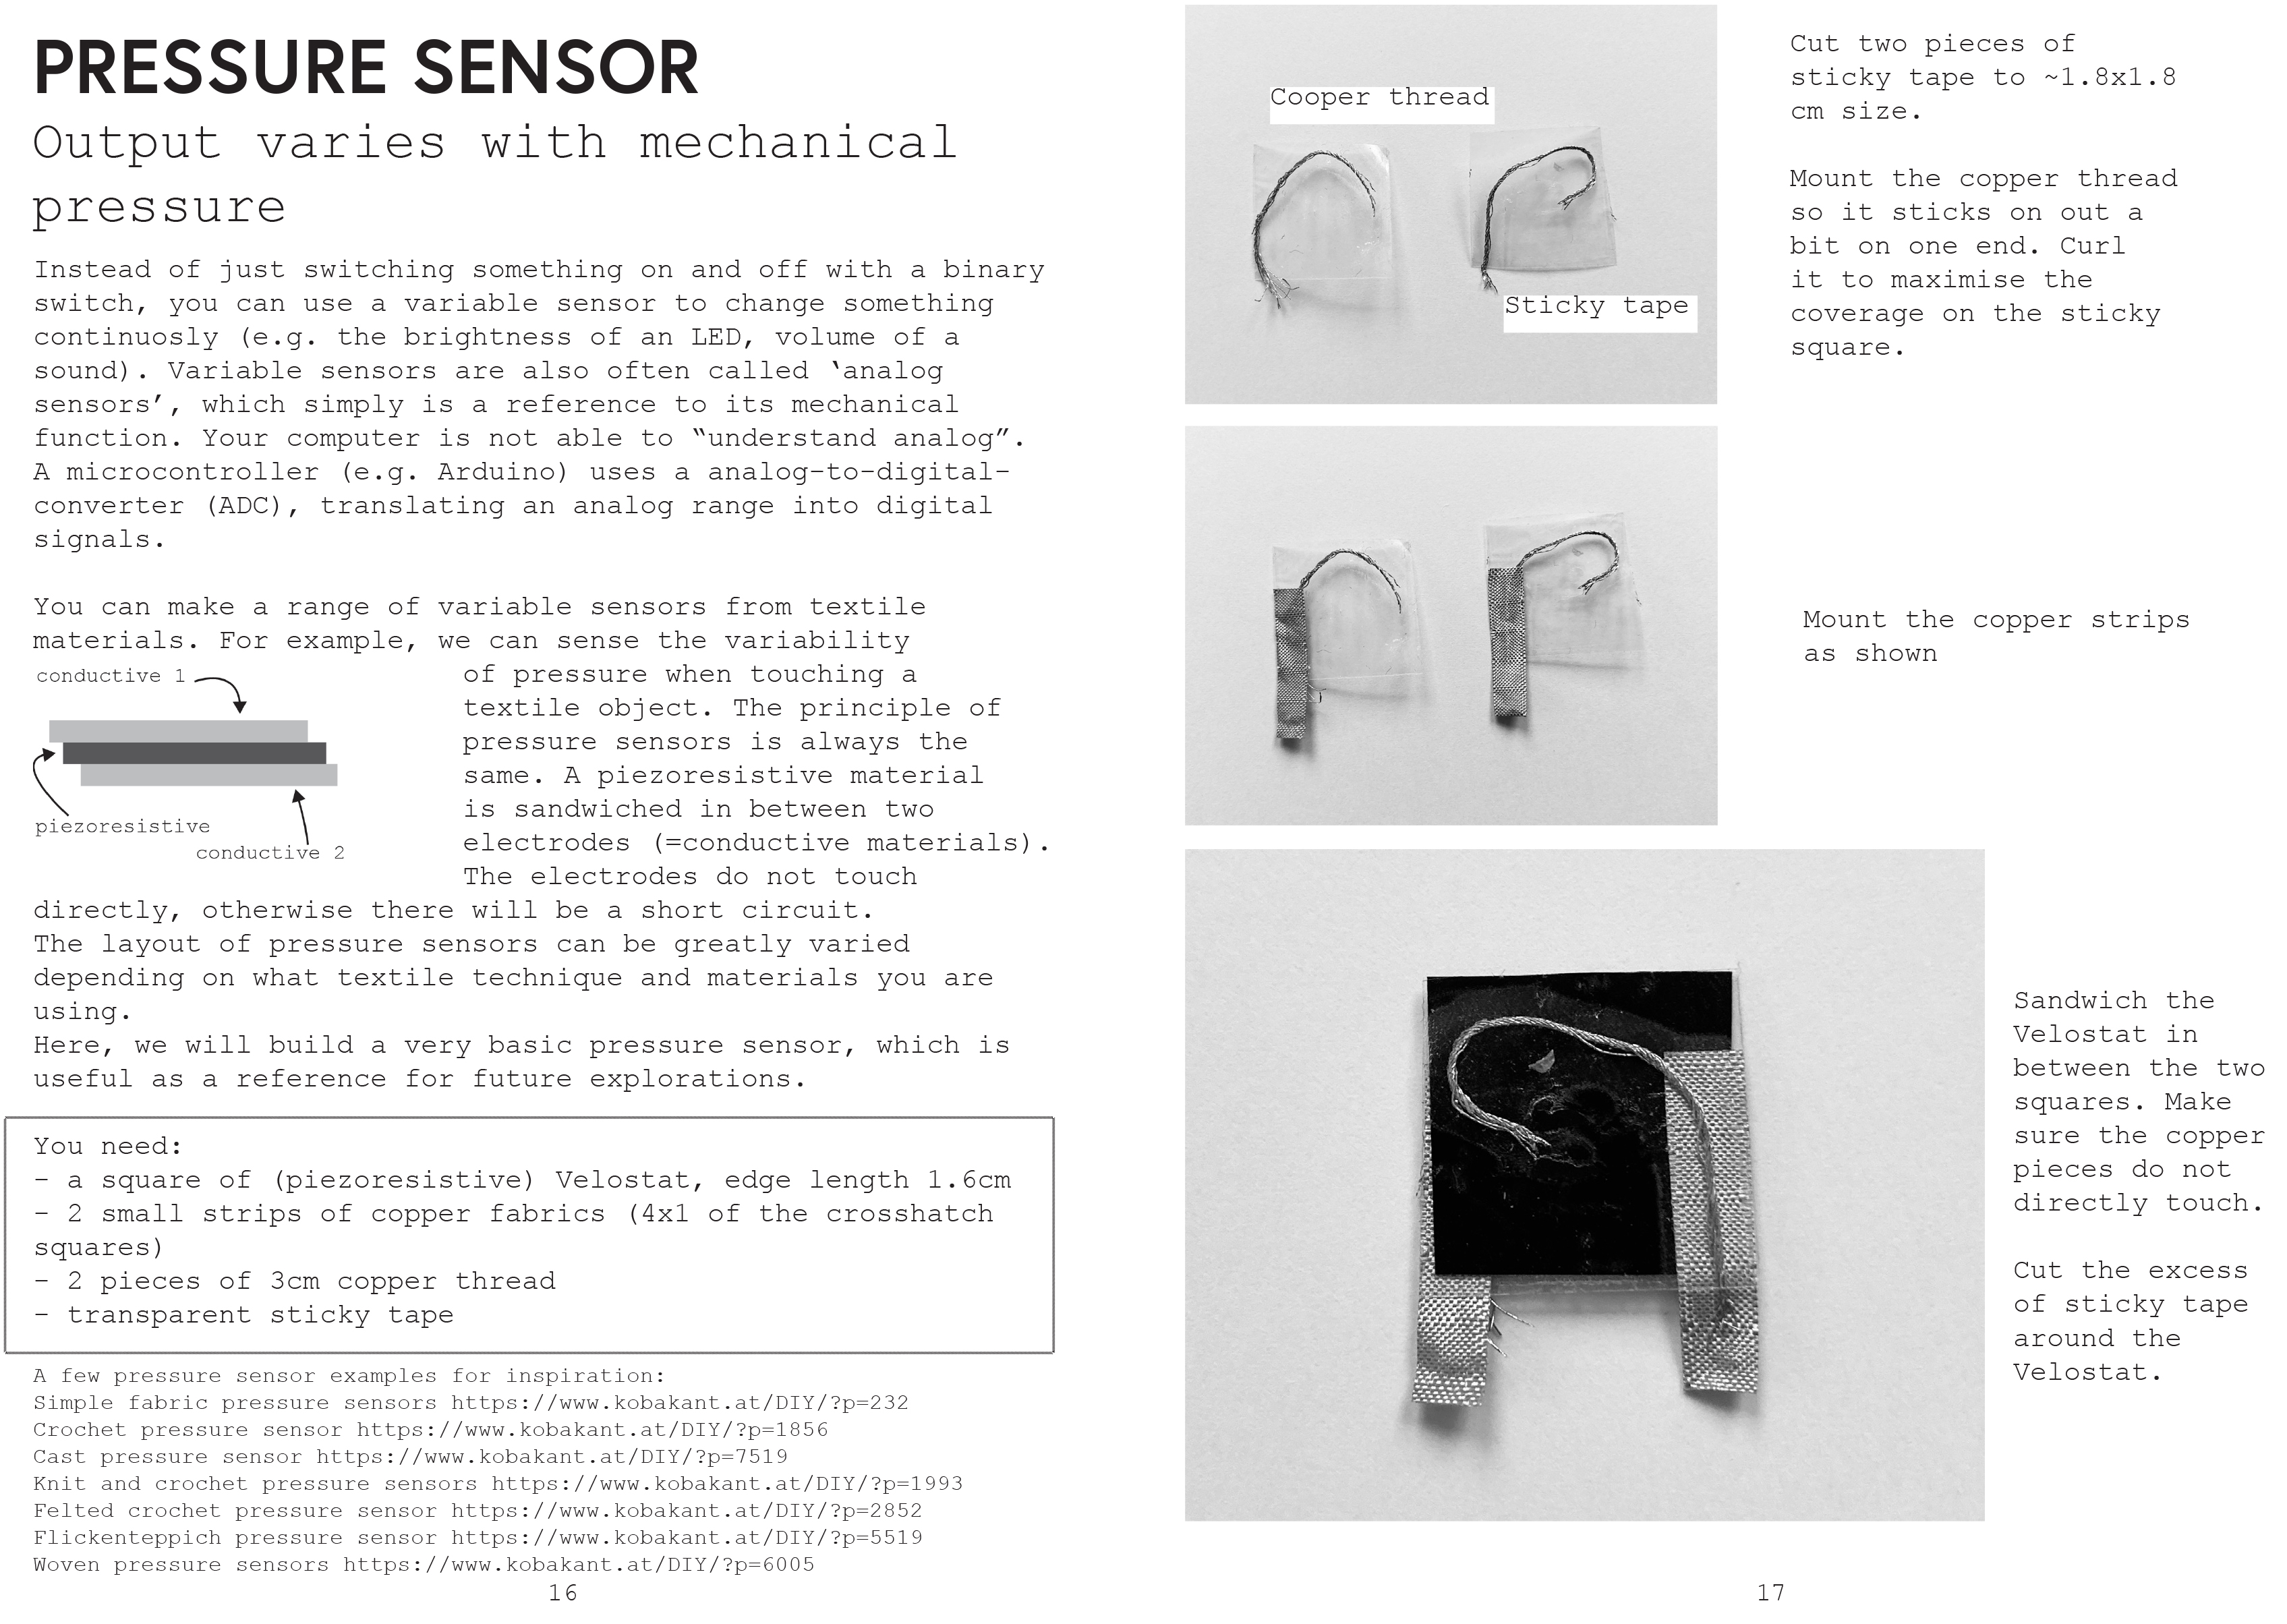 PRESSURE SENSOR
Output varies with mechanical
pressure
Instead of just switching something on and off with a binary
switch, you can use a variable sensor to change something
continuosly (e.g. the brightness of an LED, volume of a
sound). Variable sensors are also often called ‘analog
sensors’, which simply is a reference to its mechanical
function. Your computer is not able to “understand analog”.
A microcontroller (e.g. Arduino) uses a analog-to-digital-
converter (ADC), translating an analog range into digital
signals.
You can make a range of variable sensors from textile
materials. For example, we can sense the variability
of pressure when touching a
textile object. The principle of
pressure sensors is always the
same. A piezoresistive material
is sandwiched in between two
electrodes (=conductive materials).
The electrodes do not touch
directly, otherwise there will be a short circuit.
conductive 1
piezoresistive
conductive 2
The layout of pressure sensors can be greatly varied
depending on what textile technique and materials you are
using.
Here, we will build a very basic pressure sensor, which is
useful as a reference for future explorations.
You need:
- a square of (piezoresistive) Velostat, edge length 1.6cm
- 2 small strips of copper fabrics (4x1 of the crosshatch
squares)
- 2 pieces of 3cm copper thread
- transparent sticky tape
A few pressure sensor examples for inspiration:
Simple fabric pressure sensors https://www.kobakant.at/DIY/?p=232
Crochet pressure sensor https://www.kobakant.at/DIY/?p=1856
Cast pressure sensor https://www.kobakant.at/DIY/?p=7519
Knit and crochet pressure sensors https://www.kobakant.at/DIY/?p=1993
Felted crochet pressure sensor https://www.kobakant.at/DIY/?p=2852
Flickenteppich pressure sensor https://www.kobakant.at/DIY/?p=5519
Woven pressure sensors https://www.kobakant.at/DIY/?p=6005
16
Cooper thread
Sticky tape
Cut two pieces of
sticky tape to ~1.8x1.8
cm size.
Mount the copper thread
so it sticks on out a
bit on one end. Curl
it to maximise the
coverage on the sticky
square.
Mount the copper strips
as shown
Sandwich the
Velostat in
between the two
squares. Make
sure the copper
pieces do not
directly touch.
Cut the excess
of sticky tape
around the
Velostat.
17